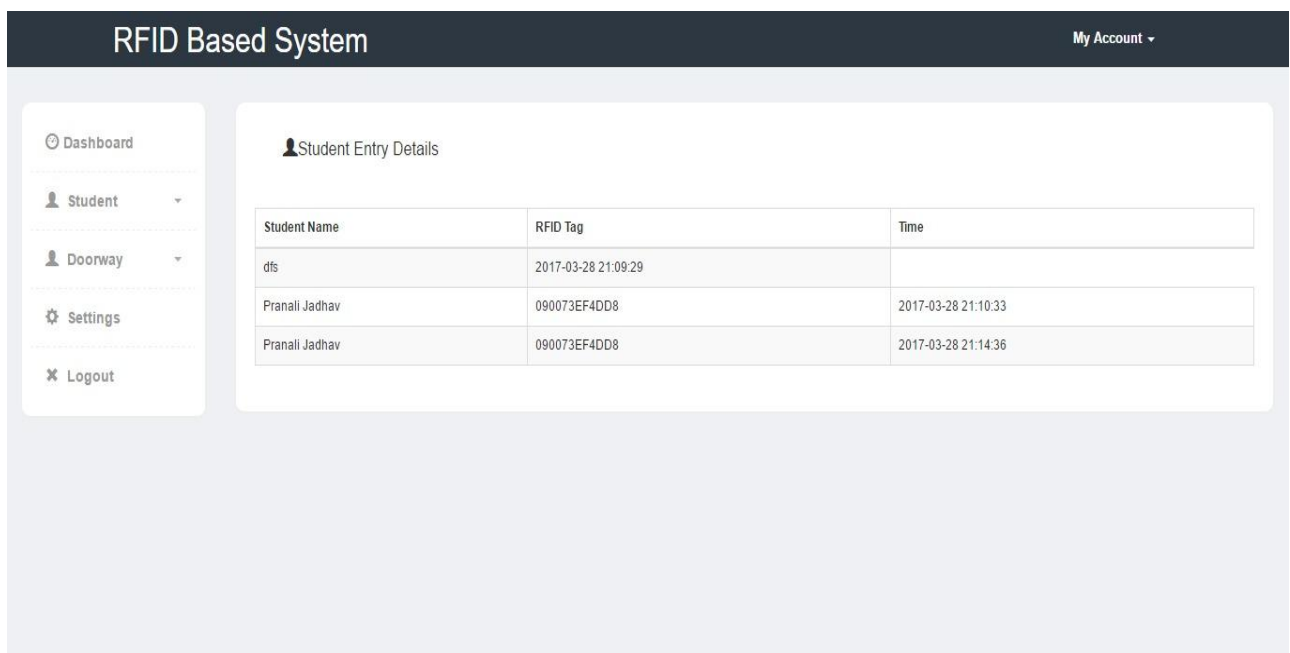 RFID Based System
My Account
Dashboard
Student
Doorway
Settings
Logout
Student Entry Details
Student Name RFID Tag Time
dfs 2017-03-28 21:09:29
Pranali Jadhav 090073EF4DD8 2017-03-28 21:10:33
Pranali Jadhav 090073EF4DD8 2017-03-28 21:14:36